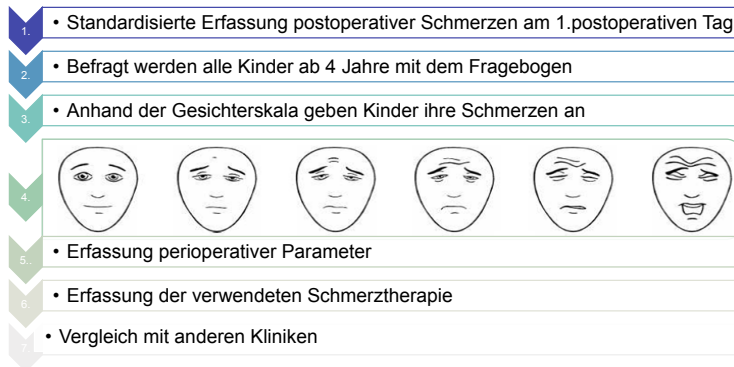 1. • Standardisierte Erfassung postoperativer Schmerzen am 1.postoperativen Tag
2. • Befragt werden alle Kinder ab 4 Jahre mit dem Fragebogen
3. • Anhand der Gesichterskala geben Kinder ihre Schmerzen an
4.
5.. • Erfassung perioperativer Parameter
6. • Erfassung der verwendeten Schmerztherapie
7. • Vergleich mit anderen Kliniken